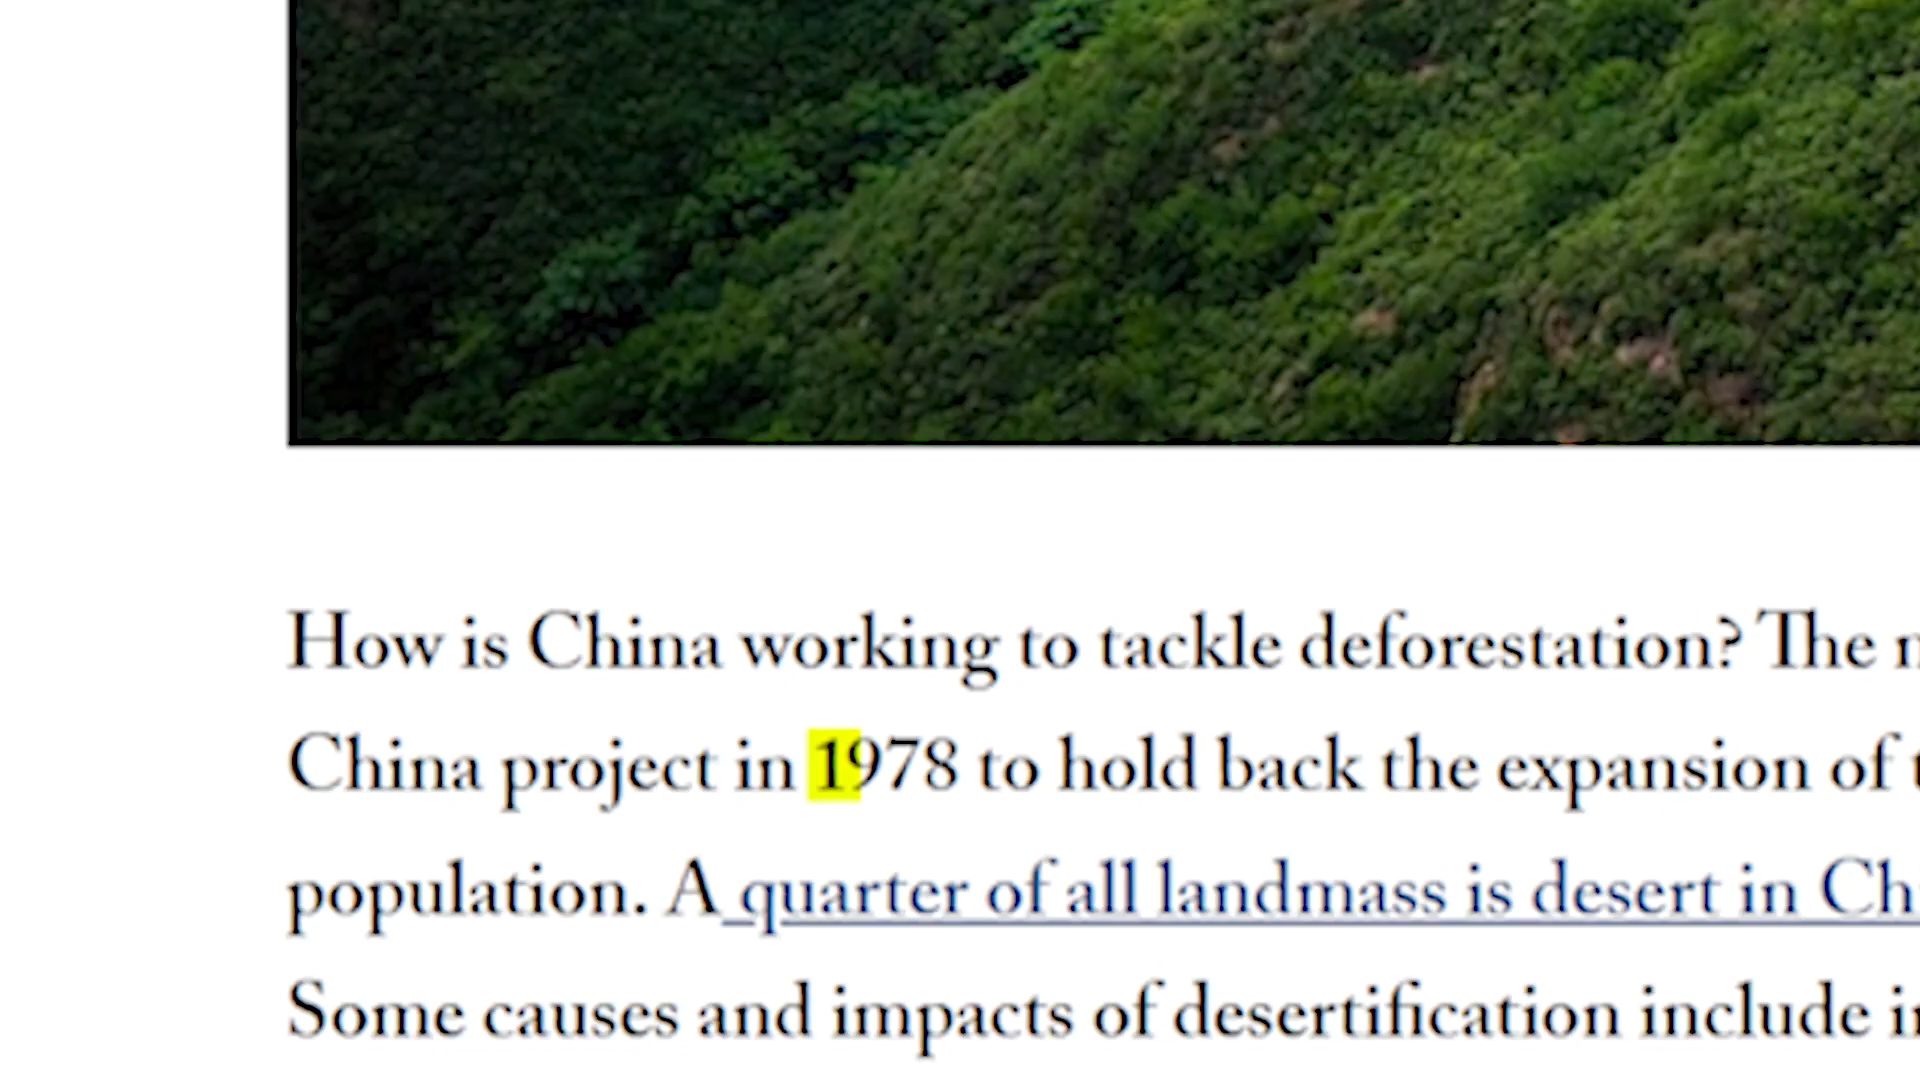 How is China working to tackle deforestation? The
China project in 1978 to hold back the expansion of
population. A quarter of all landmass is desert in Ch
Some causes and impacts of desertification include